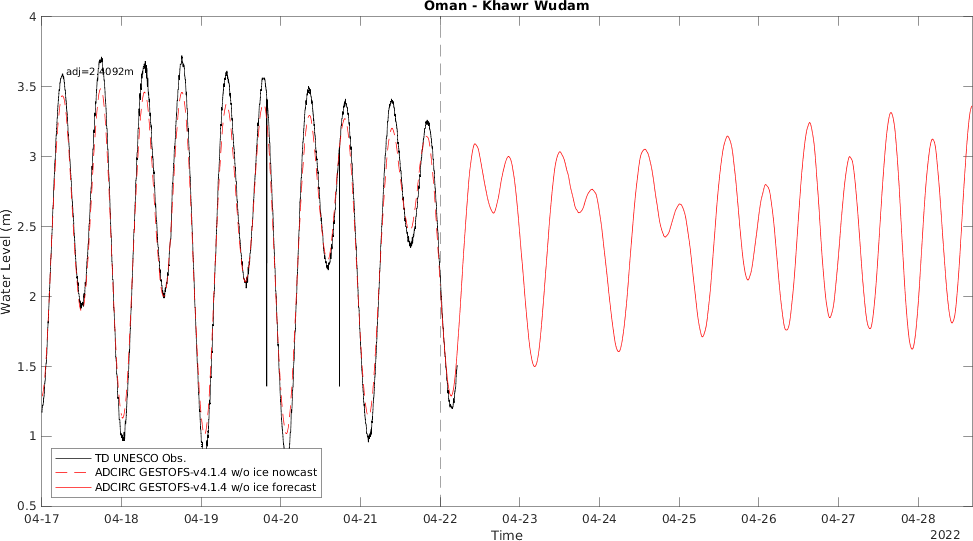 Oman - Khawr Wudam
4
adj=2.4092m
3.5
3
2.5
2
1.5
1
0.5
Water Level (m)
TD UNESCO Obs.
ADCIRC GESTOFS-v4.1.4 w/o ice nowcast
ADCIRC GESTOFS-v4.1.4 w/o ice forecast
04-17 04-18 04-19 04-20 04-21 04-22 04-23 04-24 04-25 04-26 04-27 04-28
2022
Time